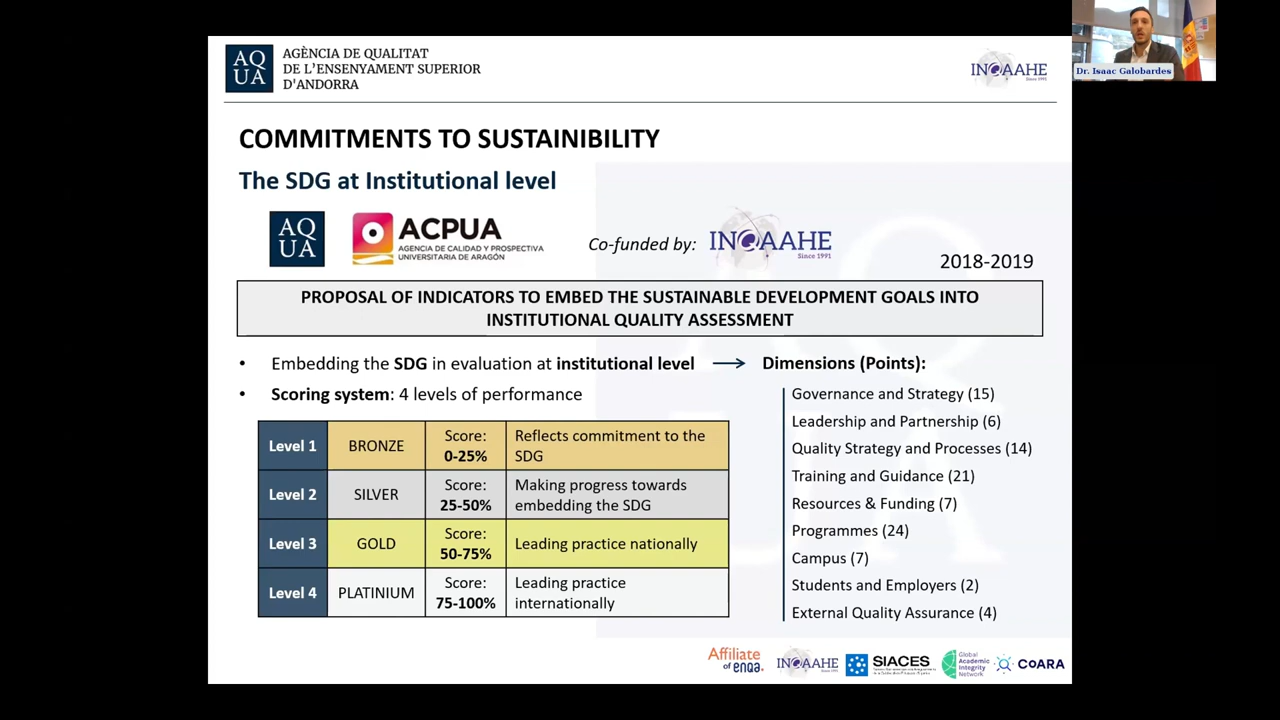 AQ
UA
AGÈNCIA DE QUALITAT
DE L'ENSENYAMENT SUPERIOR
D'ANDORRA
INQAAHE
Since 1991
Dr. Isaac Galobardes
COMMITMENTS TO SUSTAINIBILITY
The SDG at Institutional level
AQ
UA
ACPUA
AGENCIA DE CALIDAD Y PROSPECTIVA
UNIVERSITARIA DE ARAGÓN
Co-funded by:
INQAAHE
Since 1991
2018-2019
PROPOSAL OF INDICATORS TO EMBED THE SUSTAINABLE DEVELOPMENT GOALS INTO
INSTITUTIONAL QUALITY ASSESSMENT
• Embedding the SDG in evaluation at institutional level
• Scoring system: 4 levels of performance
Level 1 BRONZE Score: 0-25% Reflects commitment to the SDG
Level 2 SILVER Score: 25-50% Making progress towards embedding the SDG
Level 3 GOLD Score: 50-75% Leading practice nationally
Level 4 PLATINIUM Score: 75-100% Leading practice internationally
Dimensions (Points):
Governance and Strategy (15)
Leadership and Partnership (6)
Quality Strategy and Processes (14)
Training and Guidance (21)
Resources & Funding (7)
Programmes (24)
Campus (7)
Students and Employers (2)
External Quality Assurance (4)
Affiliate
of enqa.
INQAAHE
SIACES
Global
Academic
Integrity
Network
CoARA